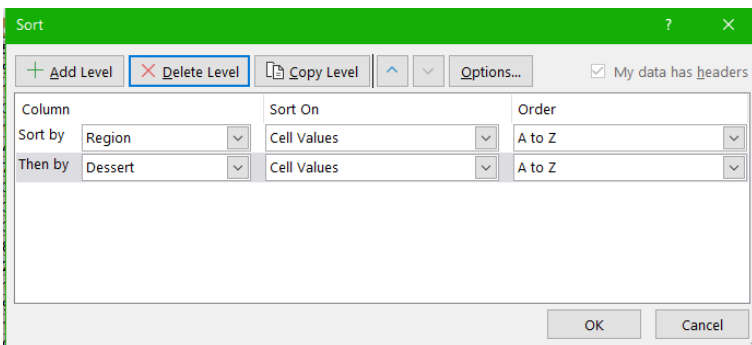 Sort ? ×
Add Level Delete Level Copy Level Options... My data has headers
Column Sort On Order
Sort by Region Cell Values A to Z
Then by Dessert Cell Values A to Z
OK Cancel